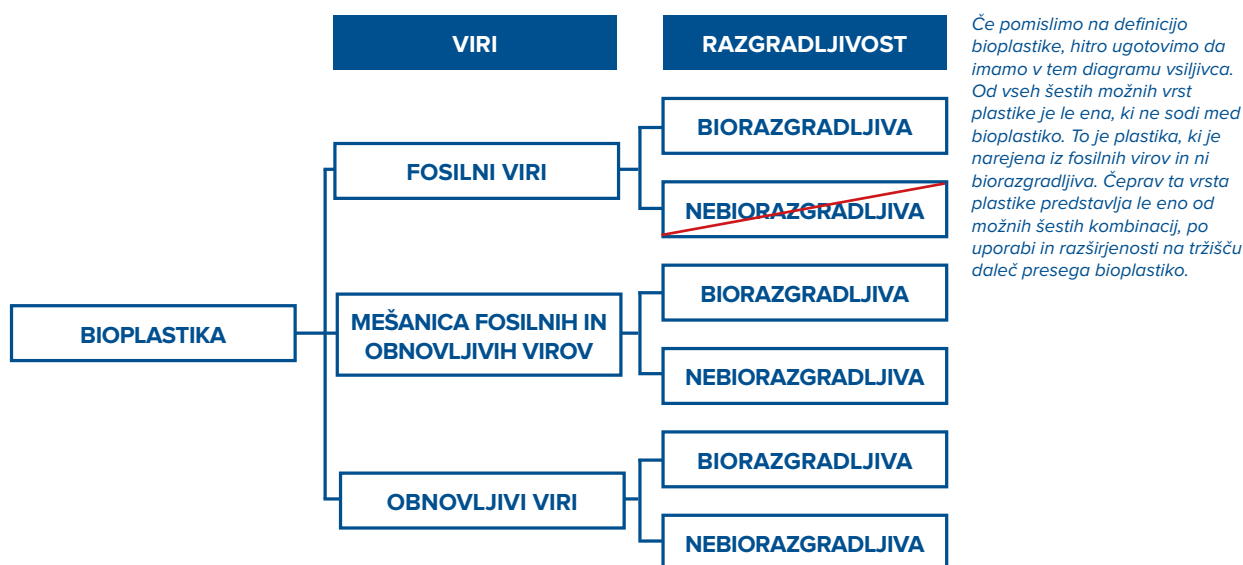 VIRI
RAZGRADLJIVOST
Če pomislimo na definicijo
bioplastike, hitro ugotovimo da
imamo v tem diagramu vsiljivca.
Od vseh šestih možnih vrst
plastike je le ena, ki ne sodi med
bioplastiko. To je plastika, ki je
narejena iz fosilnih virov in ni
biorazgradljiva. Čeprav ta vrsta
plastike predstavlja le eno od
možnih šestih kombinacij, po
uporabi in razširjenosti na tržišču
daleč presega bioplastiko.
BIOPLASTIKA
FOSILNI VIRI
BIORAZGRADLJIVA
NEBIORAZGRADLJIVA
MEŠANICA FOSILNIH IN
OBNOVLJIVIH VIROV
BIORAZGRADLJIVA
NEBIORAZGRADLJIVA
OBNOVLJIVI VIRI
BIORAZGRADLJIVA
NEBIORAZGRADLJIVA